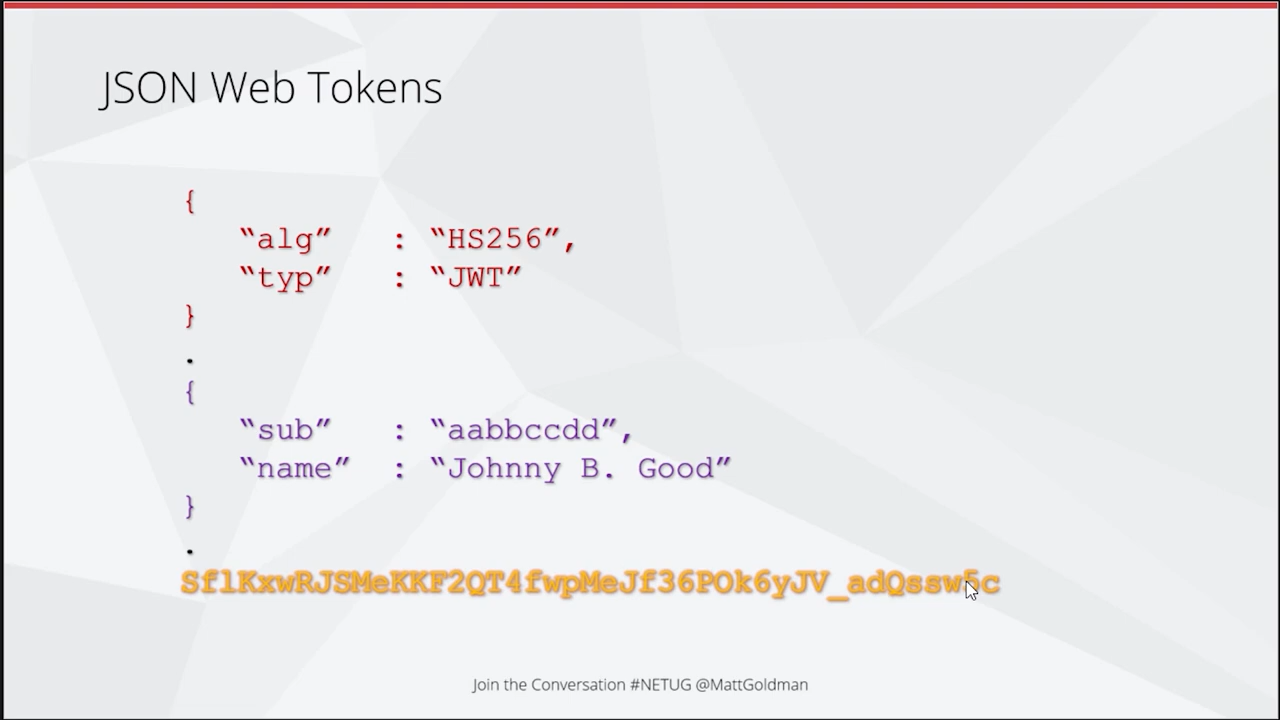 JSON Web Tokens
{
“alg” : “HS256”,
“typ” : “JWT”
}
.
{
“sub” : “aabbccdd”,
“name” : “Johnny B. Good”
}
.
SflKxwRJSMeKKF2QT4fwpMeJf36POk6yJV_adQssw5c
Join the Conversation #NETUG @MattGoldman